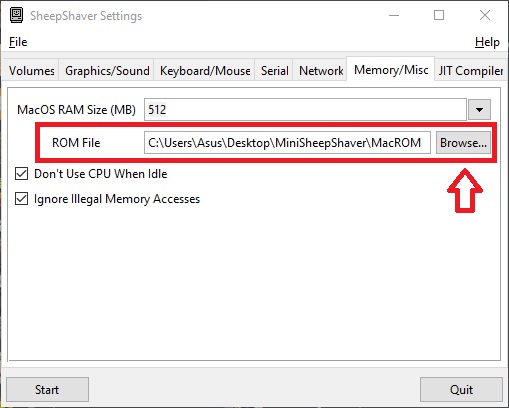 SheepShaver Settings
File Help
Volumes Graphics/Sound Keyboard/Mouse Serial Network Memory/Misc JIT Compiler
MacOS RAM Size (MB) 512
ROM File C:\Users\Asus\Desktop\MiniSheepShaver\MacROM Browse...
Don't Use CPU When Idle
Ignore Illegal Memory Accesses
Start Quit